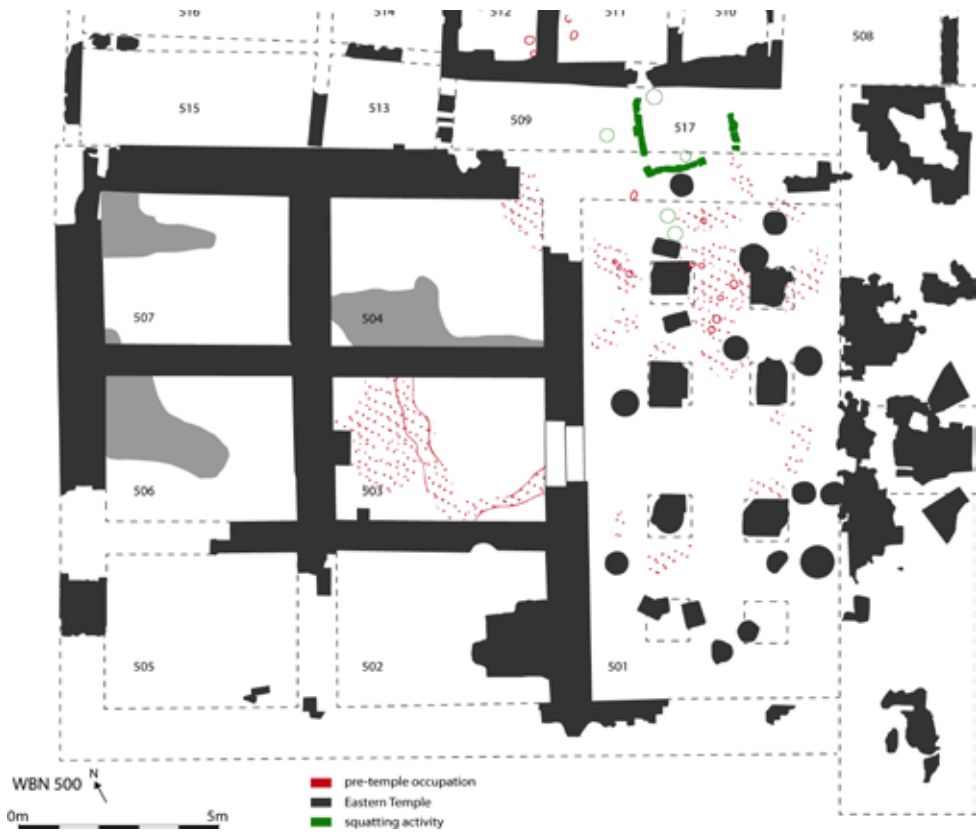 516 514 512 511 510 508
515 513 509 517
507 504
506 503
505 502 501
WBN 500 N
pre-temple occupation
Eastern Temple
squatting activity
0m 5m